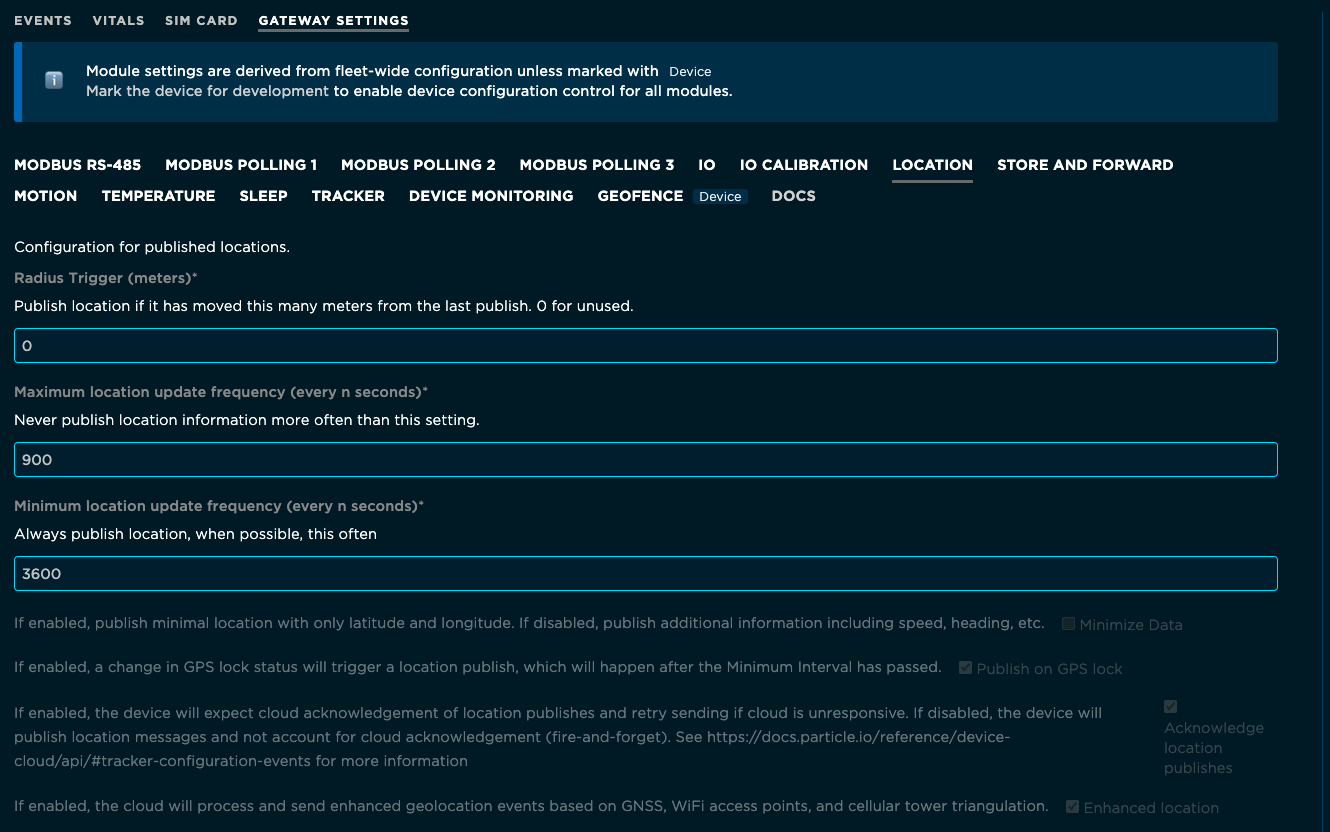 EVENTS VITALS SIM CARD GATEWAY SETTINGS
Module settings are derived from fleet-wide configuration unless marked with Device
Mark the device for development to enable device configuration control for all modules.
MODBUS RS-485 MODBUS POLLING 1 MODBUS POLLING 2 MODBUS POLLING 3 IO IO CALIBRATION LOCATION STORE AND FORWARD
MOTION TEMPERATURE SLEEP TRACKER DEVICE MONITORING GEOFENCE Device DOCS
Configuration for published locations.
Radius Trigger (meters)*
Publish location if it has moved this many meters from the last publish. 0 for unused.
0
Maximum location update frequency (every n seconds)*
Never publish location information more often than this setting.
900
Minimum location update frequency (every n seconds)*
Always publish location, when possible, this often
3600
If enabled, publish minimal location with only latitude and longitude. If disabled, publish additional information including speed, heading, etc. Minimize Data
If enabled, a change in GPS lock status will trigger a location publish, which will happen after the Minimum Interval has passed. Publish on GPS lock
If enabled, the device will expect cloud acknowledgement of location publishes and retry sending if cloud is unresponsive. If disabled, the device will
publish location messages and not account for cloud acknowledgement (fire-and-forget). See https://docs.particle.io/reference/device-
cloud/api/#tracker-configuration-events for more information
Acknowledge
location
publishes
If enabled, the cloud will process and send enhanced geolocation events based on GNSS, WiFi access points, and cellular tower triangulation. Enhanced location